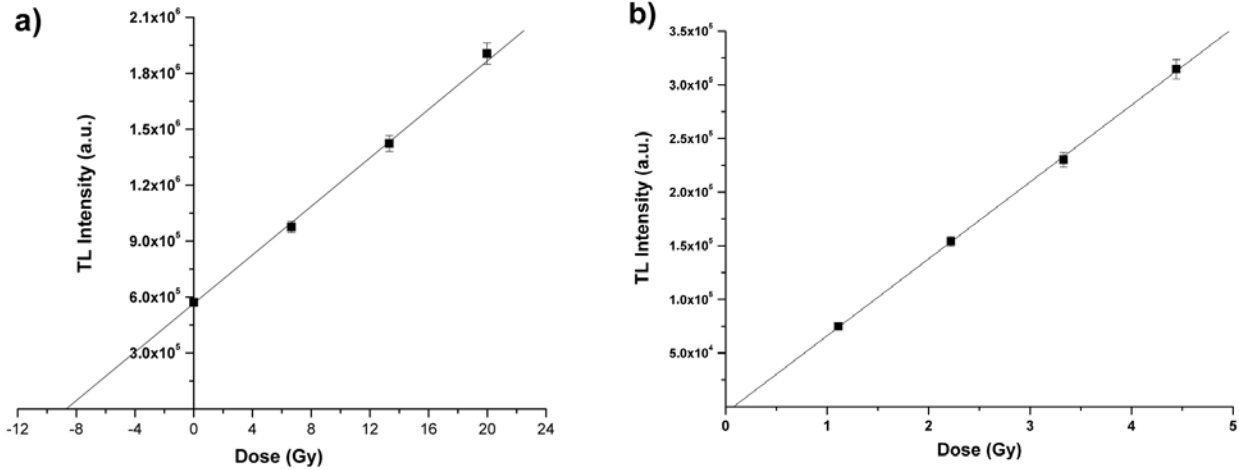 a)
TL Intensity (a.u.)
2.1x10⁶
1.8x10⁶
1.5x10⁶
1.2x10⁶
9.0x10⁵
6.0x10⁵
3.0x10⁵
-12 -8 -4 0 4 8 12 16 20 24
Dose (Gy)
b)
TL Intensity (a.u.)
3.5x10⁵
3.0x10⁵
2.5x10⁵
2.0x10⁵
1.5x10⁵
1.0x10⁵
5.0x10⁴
0 1 2 3 4 5
Dose (Gy)